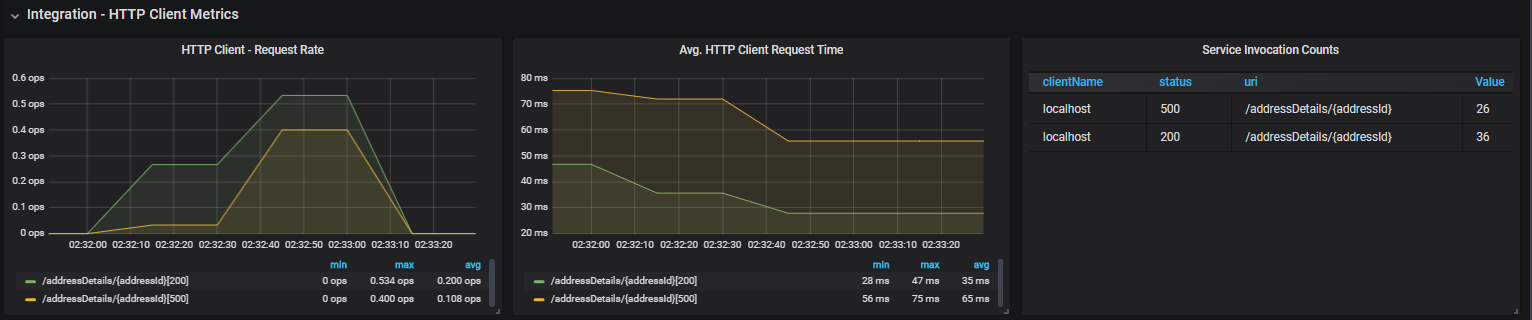 Integration - HTTP Client Metrics
HTTP Client - Request Rate
0.6 ops
0.5 ops
0.4 ops
0.3 ops
0.2 ops
0.1 ops
0 ops
02:32:00 02:32:10 02:32:20 02:32:30 02:32:40 02:32:50 02:33:00 02:33:10 02:33:20
min max avg
/addressDetails/{addressId}[200] 0 ops 0.534 ops 0.200 ops
/addressDetails/{addressId}[500] 0 ops 0.400 ops 0.108 ops
Avg. HTTP Client Request Time
80 ms
70 ms
60 ms
50 ms
40 ms
30 ms
20 ms
02:32:00 02:32:10 02:32:20 02:32:30 02:32:40 02:32:50 02:33:00 02:33:10 02:33:20
min max avg
/addressDetails/{addressId}[200] 28 ms 47 ms 35 ms
/addressDetails/{addressId}[500] 56 ms 75 ms 65 ms
Service Invocation Counts
clientName status uri Value
localhost 500 /addressDetails/{addressId} 26
localhost 200 /addressDetails/{addressId} 36